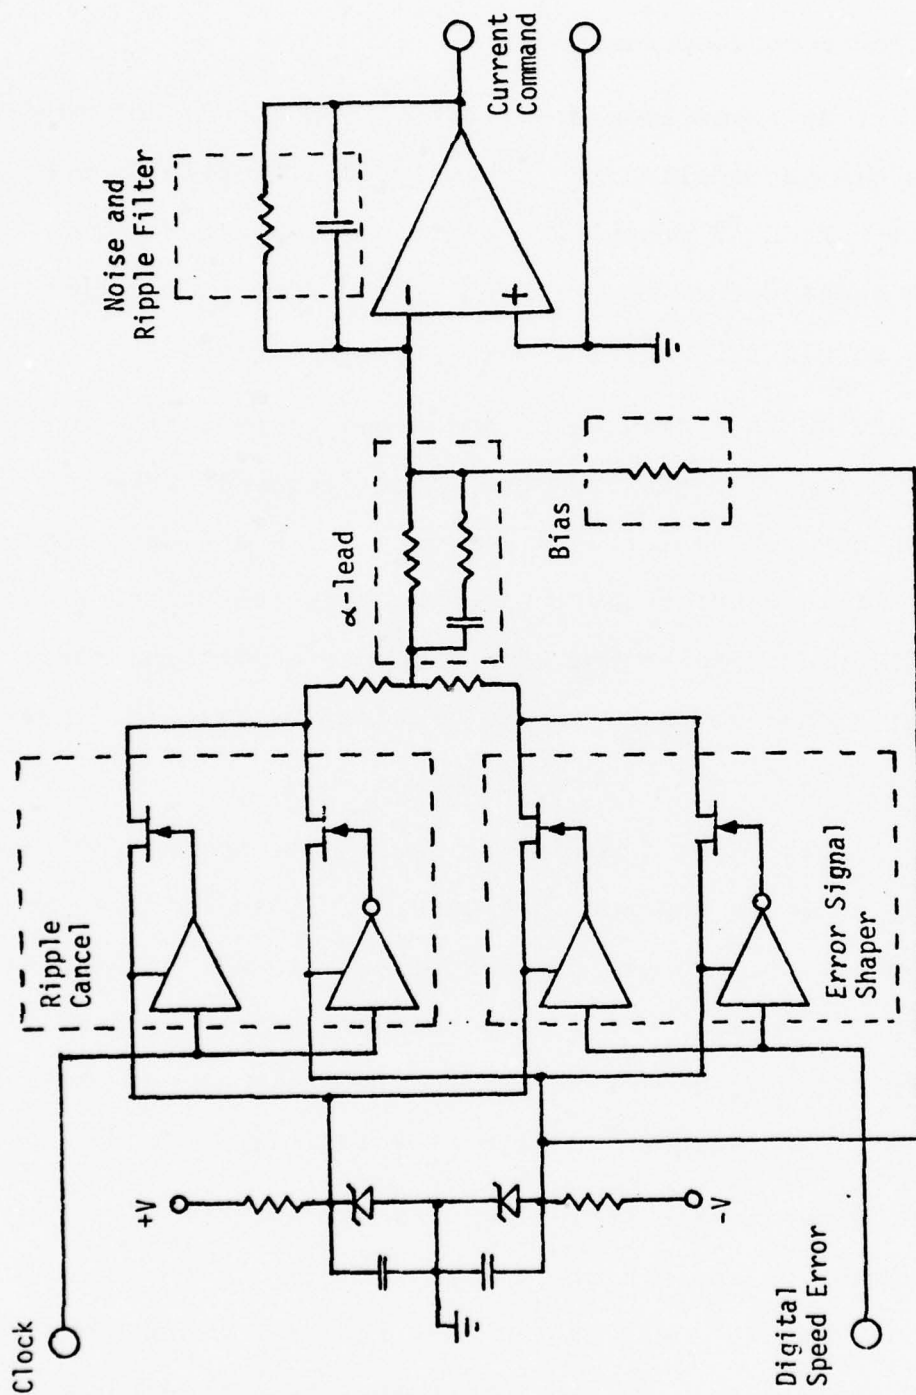 Clock
+V
-V
Digital
Speed Error
Ripple
Cancel
Error Signal
Shaper
α-lead
Bias
Noise and
Ripple Filter
-
+
Current
Command